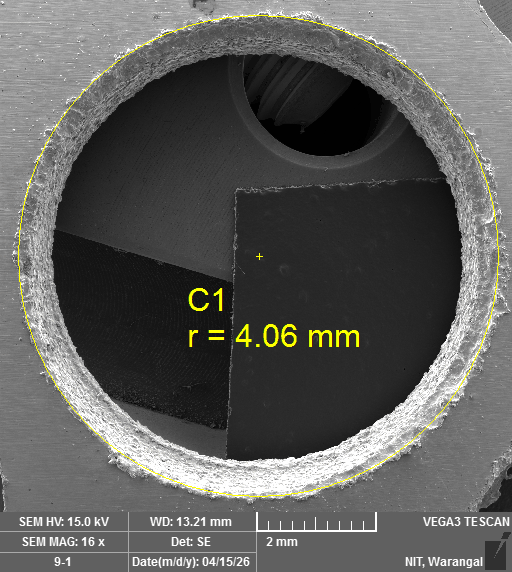 C1
r = 4.06 mm
SEM HV: 15.0 kV
WD: 13.21 mm
VEGA3 TESCAN
SEM MAG: 16 x
Det: SE
2 mm
9-1
Date(m/d/y): 04/15/26
NIT, Warangal